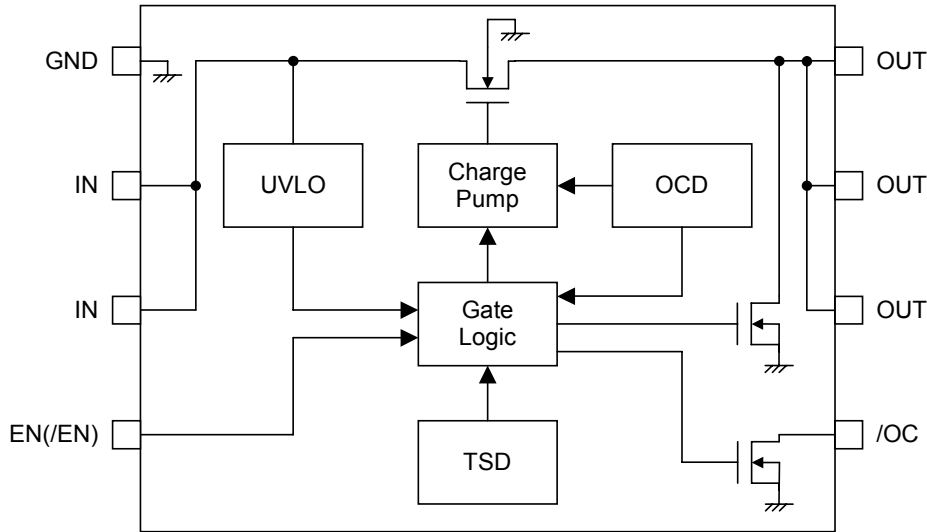 GND
OUT
IN
UVLO
Charge
Pump
OCD
OUT
IN
Gate
Logic
OUT
EN(/EN)
TSD
/OC